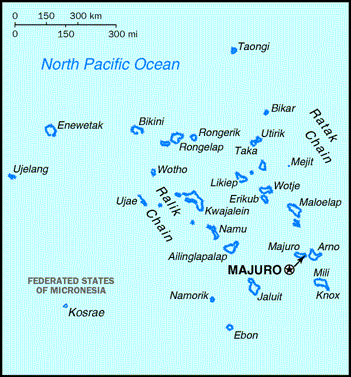 0 150 300 km
0 150 300 mi
Taongi
North Pacific Ocean
Bikar
Ratak
Chain
Enewetak
Bikini
Rongerik
Utirik
Rongelap
Taka
Mejit
Ujelang
Wotho
Likiep
Wotje
Ujae
Ralik
Chain
Erikub
Maloelap
Kwajalein
Namu
Ailinglapalap
Majuro
Arno
MAJURO
Mili
FEDERATED STATES
OF MICRONESIA
Namorik
Jaluit
Knox
Kosrae
Ebon